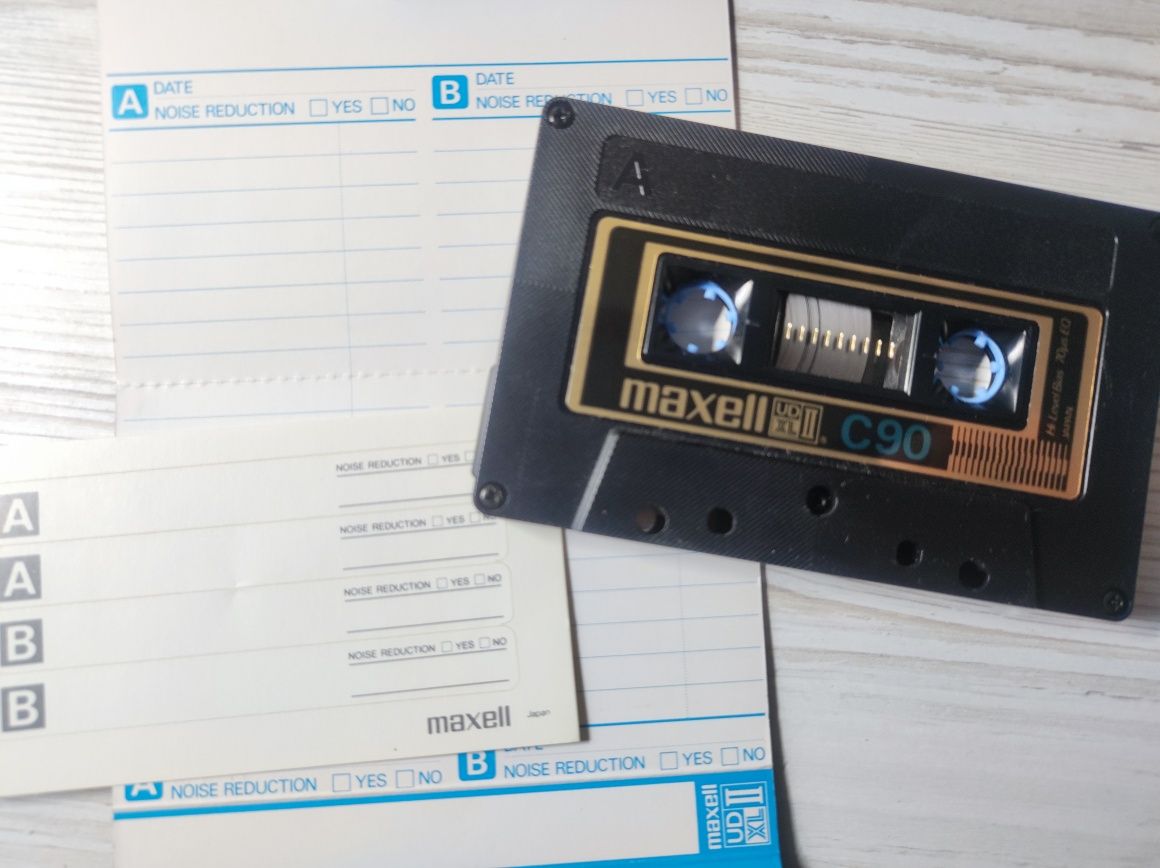 A DATE
NOISE REDUCTION YES NO
B DATE
NOISE REDUCTION YES NO
A
maxell UD XL II C90
Hi Level Bias 70μs EQ
JAPAN
NOISE REDUCTION YES
A
NOISE REDUCTION YES NO
A
NOISE REDUCTION YES NO
B
NOISE REDUCTION YES NO
B
maxell Japan
A
NOISE REDUCTION YES NO
B DATE
NOISE REDUCTION YES NO
maxell UD XL II